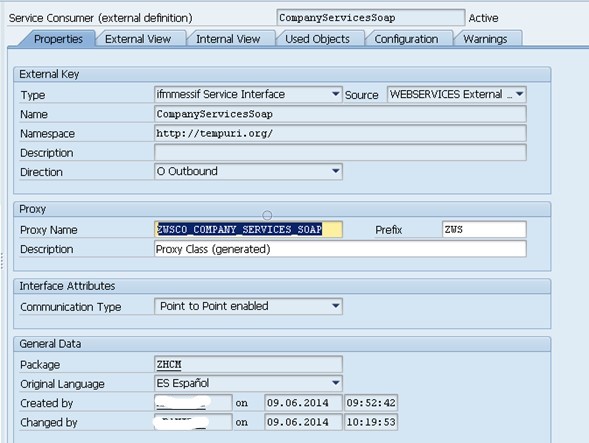 Service Consumer (external definition) CompanyServicesSoap Active
Properties External View Internal View Used Objects Configuration Warnings
External Key
Type ifmmessif Service Interface Source WEBSERVICES External ...
Name CompanyServicesSoap
Namespace http://tempuri.org/
Description
Direction O Outbound
Proxy
Proxy Name ZWSCO_COMPANY_SERVICES_SOAP Prefix ZWS
Description Proxy Class (generated)
Interface Attributes
Communication Type Point to Point enabled
General Data
Package ZHCM
Original Language ES Español
Created by on 09.06.2014 09:52:42
Changed by on 09.06.2014 10:19:53